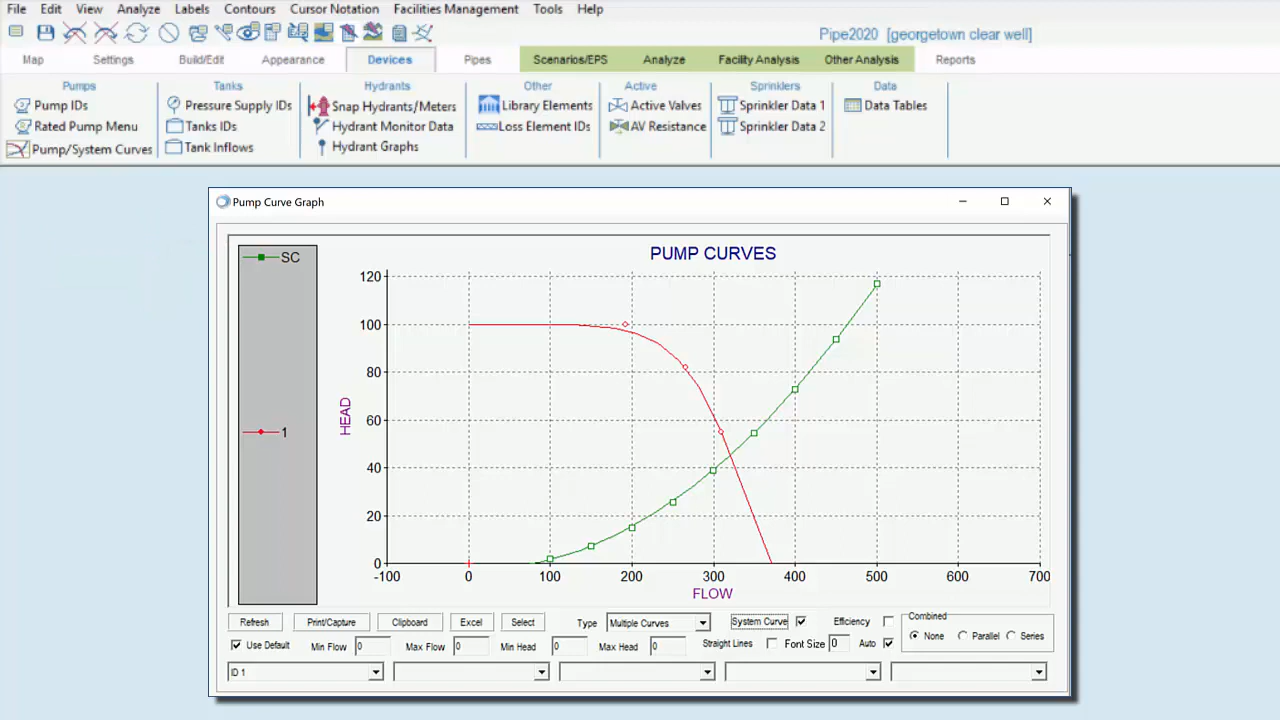 File Edit View Analyze Labels Contours Cursor Notation Facilities Management Tools Help
Pipe2020 [georgetown clear well]
Map Settings Build/Edit Appearance Devices Pipes Scenarios/EPS Analyze Facility Analysis Other Analysis Reports
Pumps Tanks Hydrants Other Active Sprinklers Data
Pump IDs Pressure Supply IDs Snap Hydrants/Meters Library Elements Active Valves Sprinkler Data 1 Data Tables
Rated Pump Menu Tanks IDs Hydrant Monitor Data Loss Element IDs AV Resistance Sprinkler Data 2
Pump/System Curves Tank Inflows Hydrant Graphs
Pump Curve Graph
PUMP CURVES
SC
1
HEAD
120
100
80
60
40
20
0
-100 0 100 200 300 400 500 600 700
FLOW
Refresh Print/Capture Clipboard Excel Select Type Multiple Curves System Curve Efficiency Combined
None Parallel Series
Use Default Min Flow 0 Max Flow 0 Min Head 0 Max Head 0 Straight Lines Font Size 0 Auto
ID 1